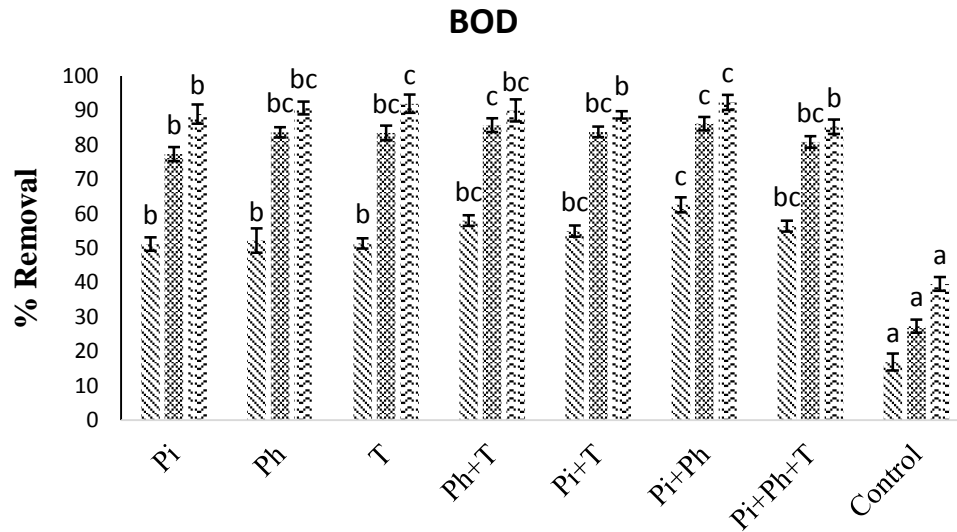 BOD
% Removal
100
90
80
70
60
50
40
30
20
10
0
b b b
b bc bc
b bc c
bc c bc
bc bc b
c c c
bc bc b
a a a
Pi
Ph
T
Ph+T
Pi+T
Pi+Ph
Pi+Ph+T
Control